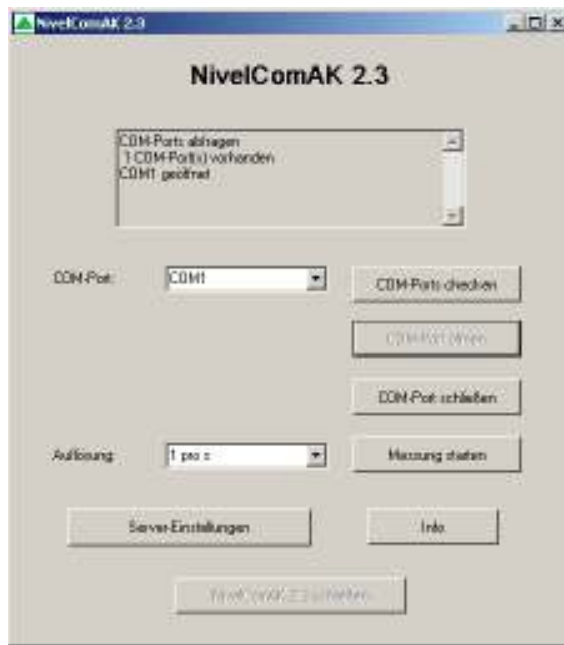 NivelComAK 2.3
NivelComAK 2.3
COM-Ports abfragen
1 COM-Port(s) vorhanden
COM1 geöffnet
COM-Port:
COM1
COM-Ports checken
COM-Port öffnen
COM-Port schließen
Auflösung:
1 pro s
Messung starten
Server-Einstellungen
Info
NivelComAK 2.3 schließen